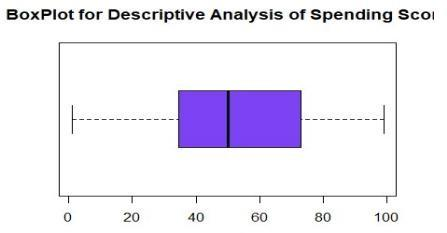 BoxPlot for Descriptive Analysis of Spending Scor
0 20 40 60 80 100